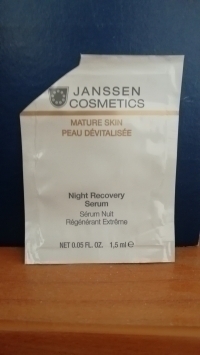 JANSSEN
COSMETICS
MATURE SKIN
PEAU DÉVITALISÉE
Night Recovery
Serum
Sérum Nuit
Régénérant Extrême
NET 0.05 FL. OZ. 1,5 ml ℮